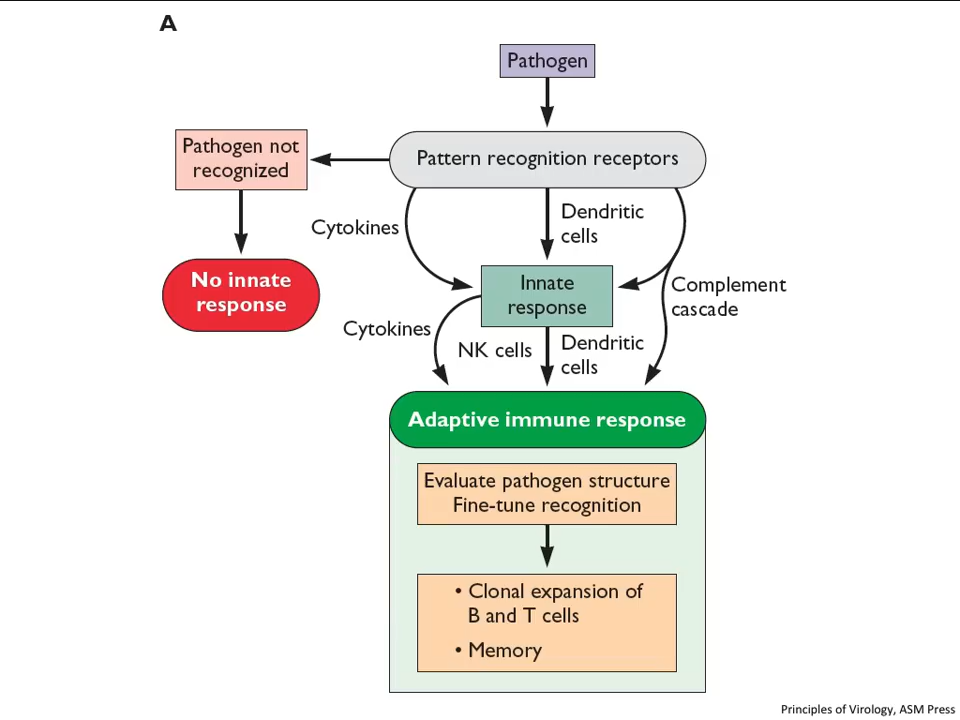 A
Pathogen
Pathogen not
recognized
Pattern recognition receptors
Cytokines
Dendritic
cells
No innate
response
Innate
response
Complement
cascade
Cytokines
NK cells
Dendritic
cells
Adaptive immune response
Evaluate pathogen structure
Fine-tune recognition
• Clonal expansion of
B and T cells
• Memory
Principles of Virology, ASM Press